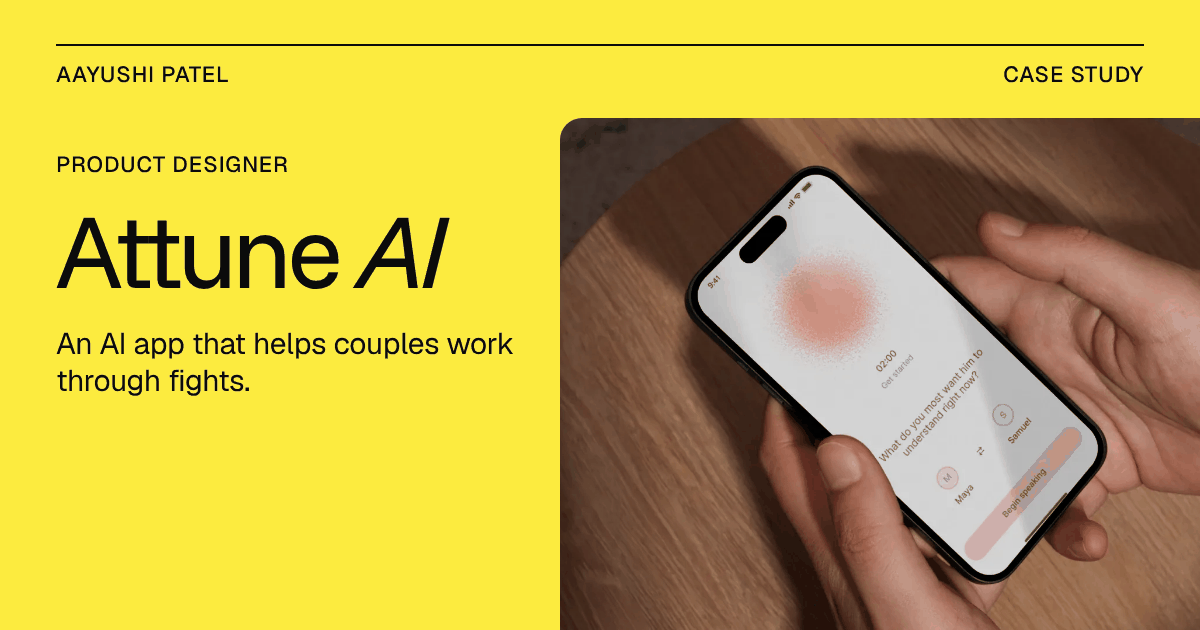 AAYUSHI PATEL
CASE STUDY
PRODUCT DESIGNER
Attune AI
An AI app that helps couples work
through fights.
9:41
02:00
Get started
What do you most want him to
understand right now?
M
S
Maya
Samuel
Begin speaking